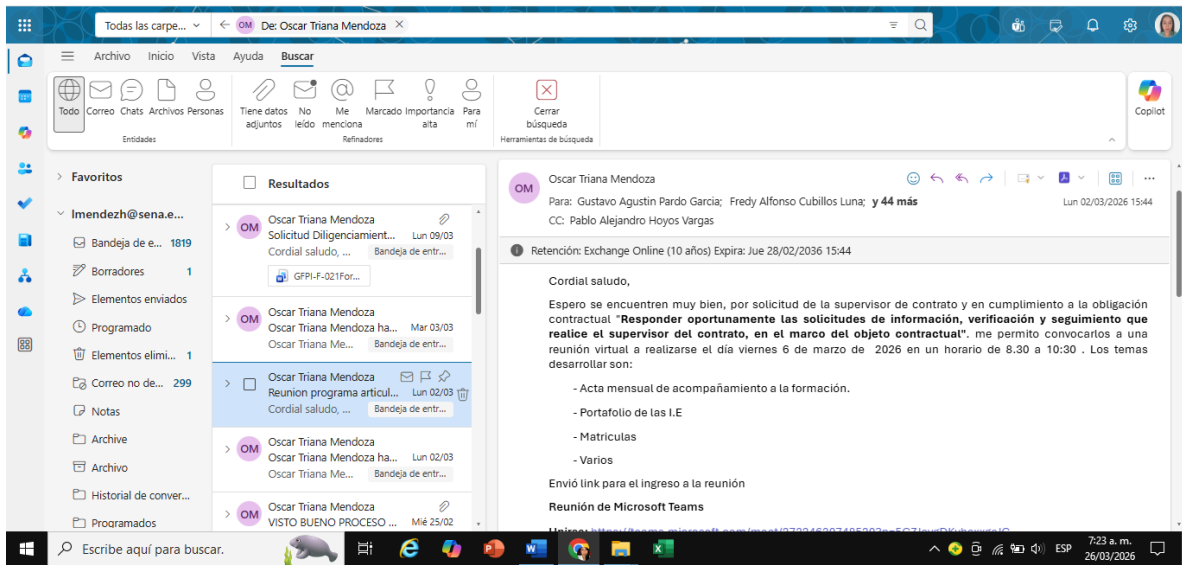 Todas las carpe...
De: Oscar Triana Mendoza
Archivo Inicio Vista Ayuda Buscar
Todo Correo Chats Archivos Personas
Entidades
Tiene datos adjuntos No leído Me menciona Marcado Importancia alta Para mí
Refinadores
Cerrar búsqueda
Herramientas de búsqueda
Copilot
Favoritos
lmendezh@sena.e...
Bandeja de e... 1819
Borradores 1
Elementos enviados
Programado
Elementos elimi... 1
Correo no de... 299
Notas
Archive
Archivo
Historial de conver...
Programados
Resultados
OM
Oscar Triana Mendoza
Solicitud Diligenciamient... Lun 09/03
Cordial saludo, ... Bandeja de entr...
GFPI-F-021For...
OM
Oscar Triana Mendoza
Oscar Triana Mendoza ha... Mar 03/03
Oscar Triana Me... Bandeja de entr...
Oscar Triana Mendoza
Reunion programa articul... Lun 02/03
Cordial saludo, ... Bandeja de entr...
OM
Oscar Triana Mendoza
Oscar Triana Mendoza ha... Lun 02/03
Oscar Triana Me... Bandeja de entr...
OM
Oscar Triana Mendoza
VISTO BUENO PROCESO ... Mié 25/02
OM
Oscar Triana Mendoza
Para: Gustavo Agustin Pardo Garcia; Fredy Alfonso Cubillos Luna; y 44 más
Lun 02/03/2026 15:44
CC: Pablo Alejandro Hoyos Vargas
Retención: Exchange Online (10 años) Expira: Jue 28/02/2036 15:44
Cordial saludo,
Espero se encuentren muy bien, por solicitud de la supervisor de contrato y en cumplimiento a la obligación
contractual "Responder oportunamente las solicitudes de información, verificación y seguimiento que
realice el supervisor del contrato, en el marco del objeto contractual". me permito convocarlos a una
reunión virtual a realizarse el día viernes 6 de marzo de 2026 en un horario de 8.30 a 10:30 . Los temas
desarrollar son:
- Acta mensual de acompañamiento a la formación.
- Portafolio de las I.E
- Matriculas
- Varios
Envió link para el ingreso a la reunión
Reunión de Microsoft Teams
Escribe aquí para buscar.
ESP
7:23 a. m.
26/03/2026